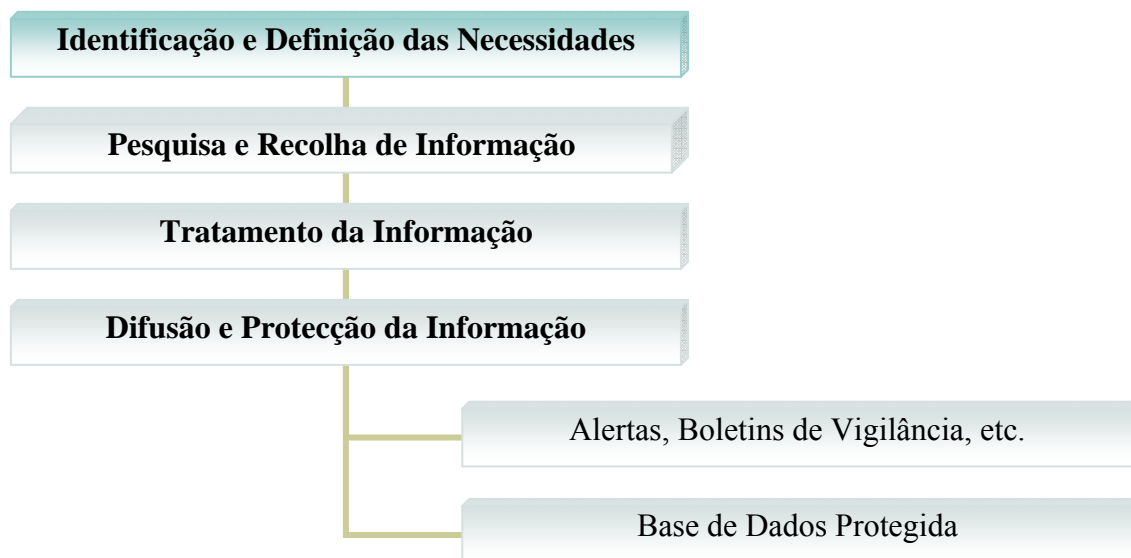 Identificação e Definição das Necessidades
Pesquisa e Recolha de Informação
Tratamento da Informação
Difusão e Protecção da Informação
Alertas, Boletins de Vigilância, etc.
Base de Dados Protegida